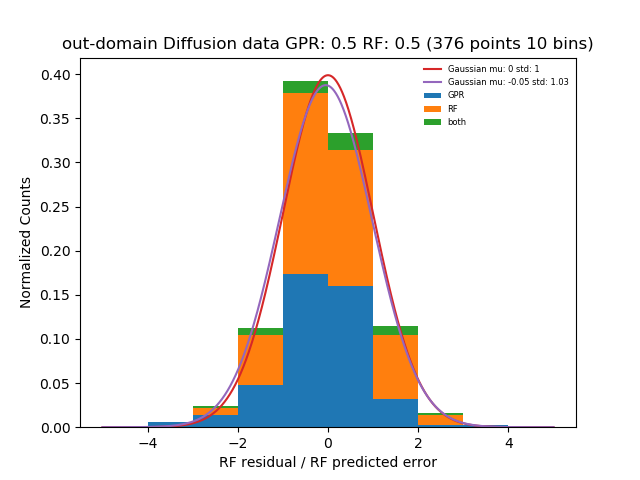 out-domain Diffusion data GPR: 0.5 RF: 0.5 (376 points 10 bins)
Gaussian mu: 0 std: 1
Gaussian mu: -0.05 std: 1.03
GPR
RF
both
Normalized Counts
0.40
0.35
0.30
0.25
0.20
0.15
0.10
0.05
0.00
−4 −2 0 2 4
RF residual / RF predicted error